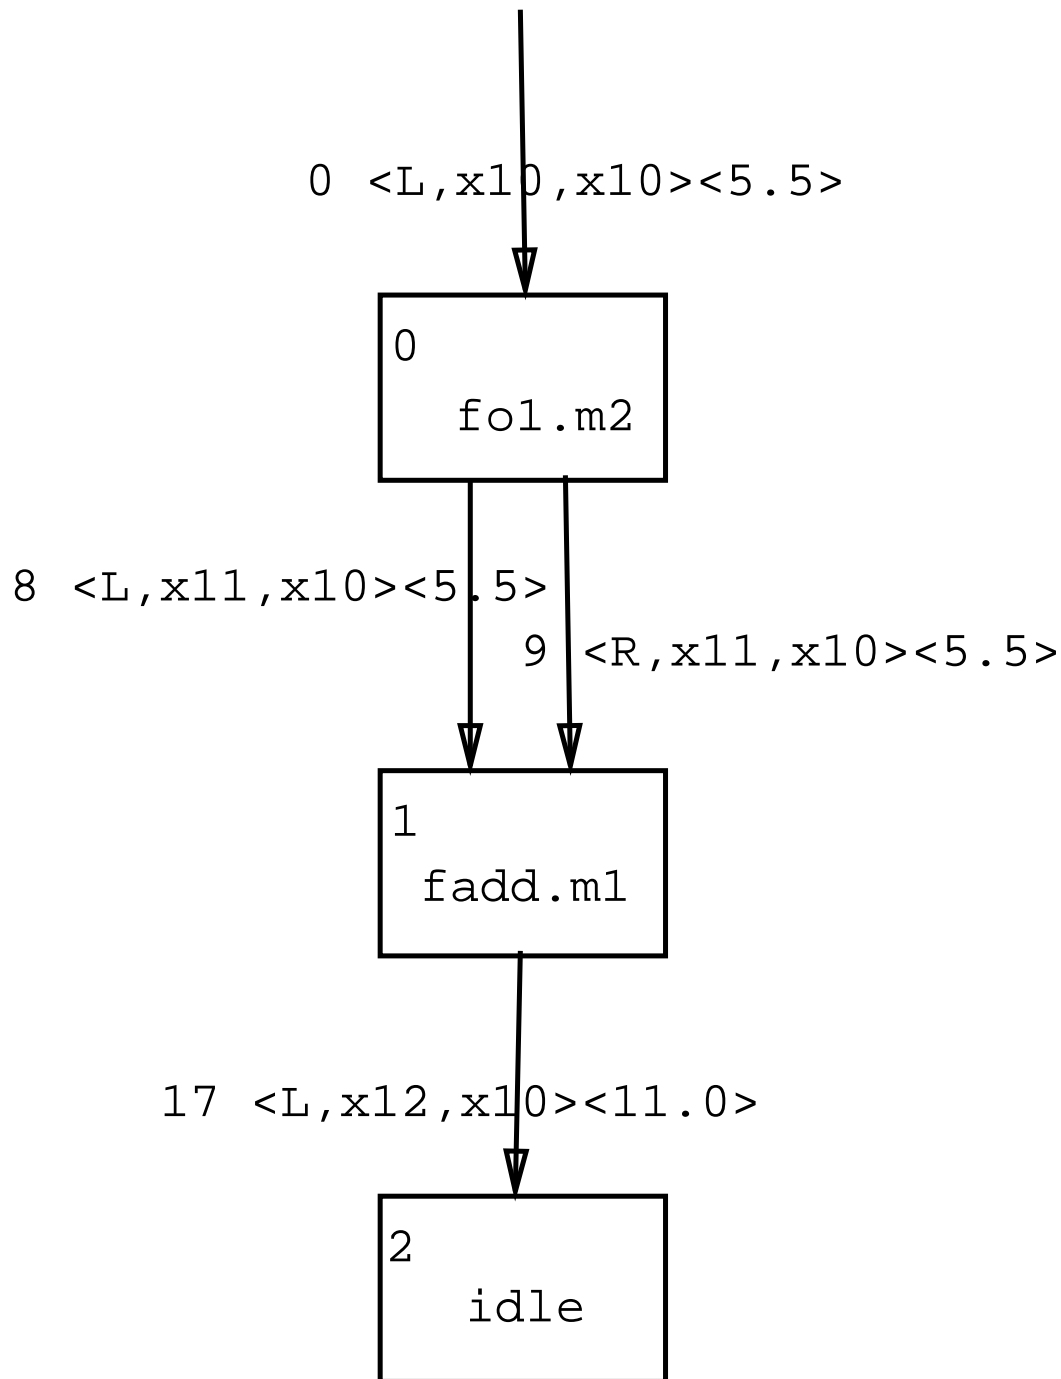 0 <L,x10,x10><5.5>
0
fo1.m2
8 <L,x11,x10><5.5>
9 <R,x11,x10><5.5>
1
fadd.m1
17 <L,x12,x10><11.0>
2
idle